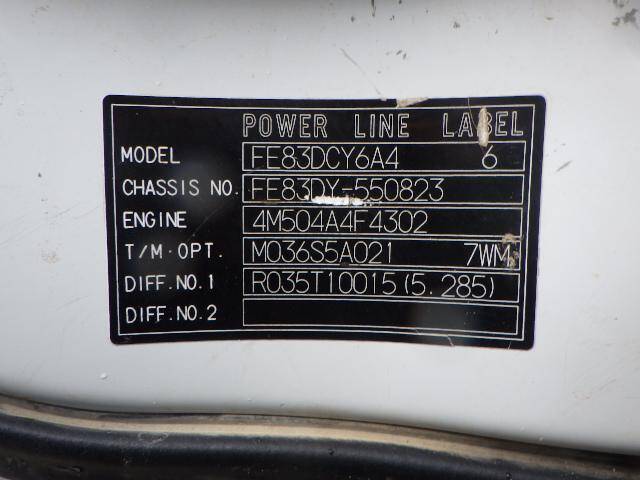 POWER LINE LABEL
MODEL FE83DCY6A4 6
CHASSIS NO. FE83DY-550823
ENGINE 4M504A4F4302
T/M·OPT. M036S5A021 7WM
DIFF.NO.1 R035T10015(5.285)
DIFF.NO.2